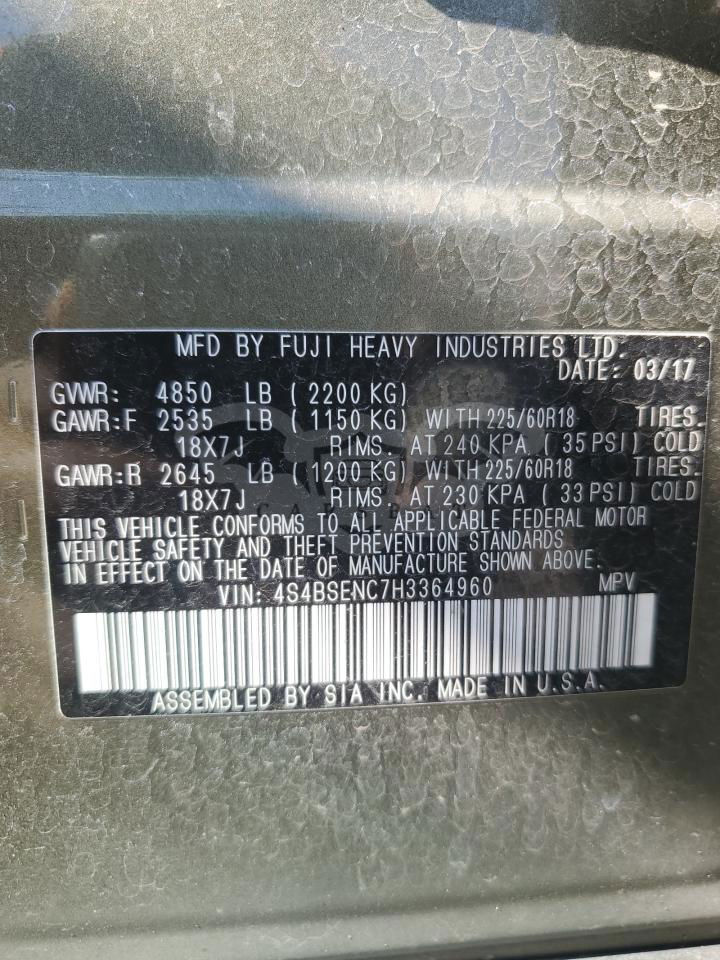 MFD BY FUJI HEAVY INDUSTRIES LTD.
DATE: 03/17
GVWR: 4850 LB ( 2200 KG)
GAWR:F 2535 LB ( 1150 KG) WITH 225/60R18 TIRES.
18X7J RIMS. AT 240 KPA ( 35 PSI) COLD
GAWR:R 2645 LB ( 1200 KG) WITH 225/60R18 TIRES.
18X7J RIMS. AT 230 KPA ( 33 PSI) COLD
THIS VEHICLE CONFORMS TO ALL APPLICABLE FEDERAL MOTOR
VEHICLE SAFETY AND THEFT PREVENTION STANDARDS
IN EFFECT ON THE DATE OF MANUFACTURE SHOWN ABOVE.
VIN: 4S4BSENC7H3364960 MPV
ASSEMBLED BY SIA INC. MADE IN U.S.A.